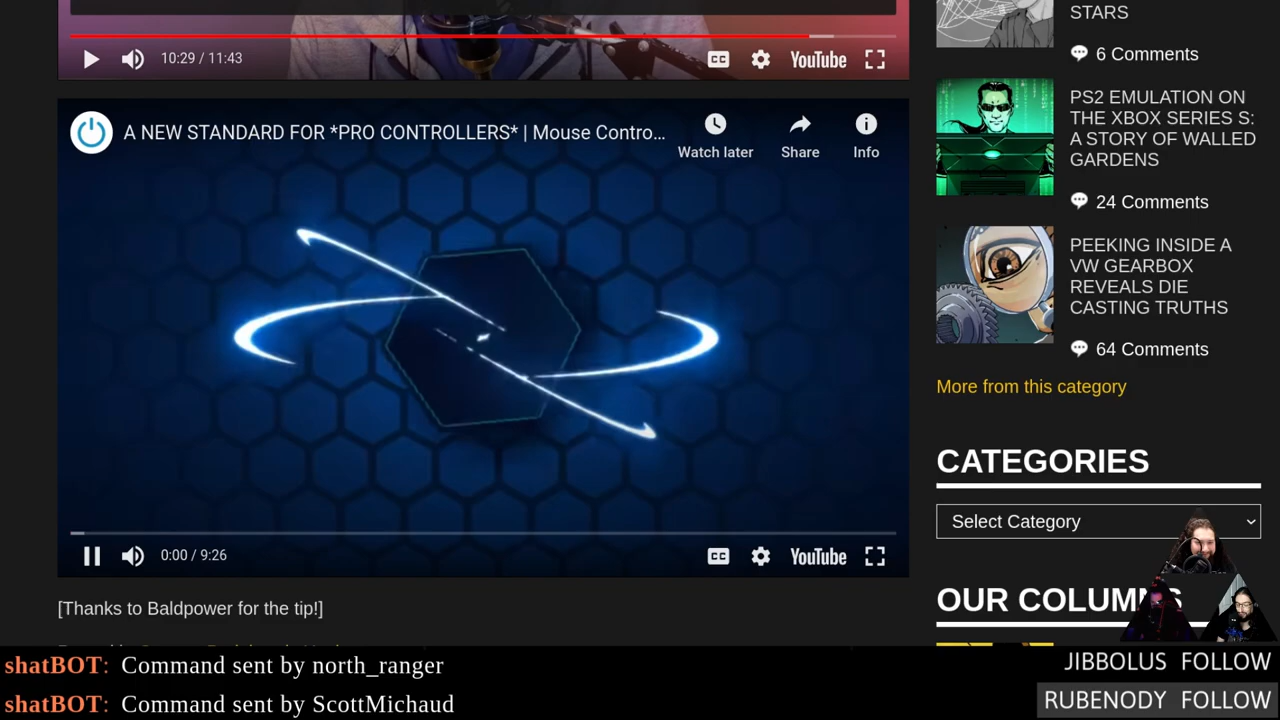 10:29 / 11:43
CC
YouTube
A NEW STANDARD FOR *PRO CONTROLLERS* | Mouse Contro...
Watch later
Share
Info
0:00 / 9:26
CC
YouTube
[Thanks to Baldpower for the tip!]
STARS
6 Comments
PS2 EMULATION ON
THE XBOX SERIES S:
A STORY OF WALLED
GARDENS
24 Comments
PEEKING INSIDE A
VW GEARBOX
REVEALS DIE
CASTING TRUTHS
64 Comments
More from this category
CATEGORIES
Select Category
OUR COLUMNS
shatBOT: Command sent by north_ranger
shatBOT: Command sent by ScottMichaud
JIBBOLUS FOLLOW
RUBENODY FOLLOW